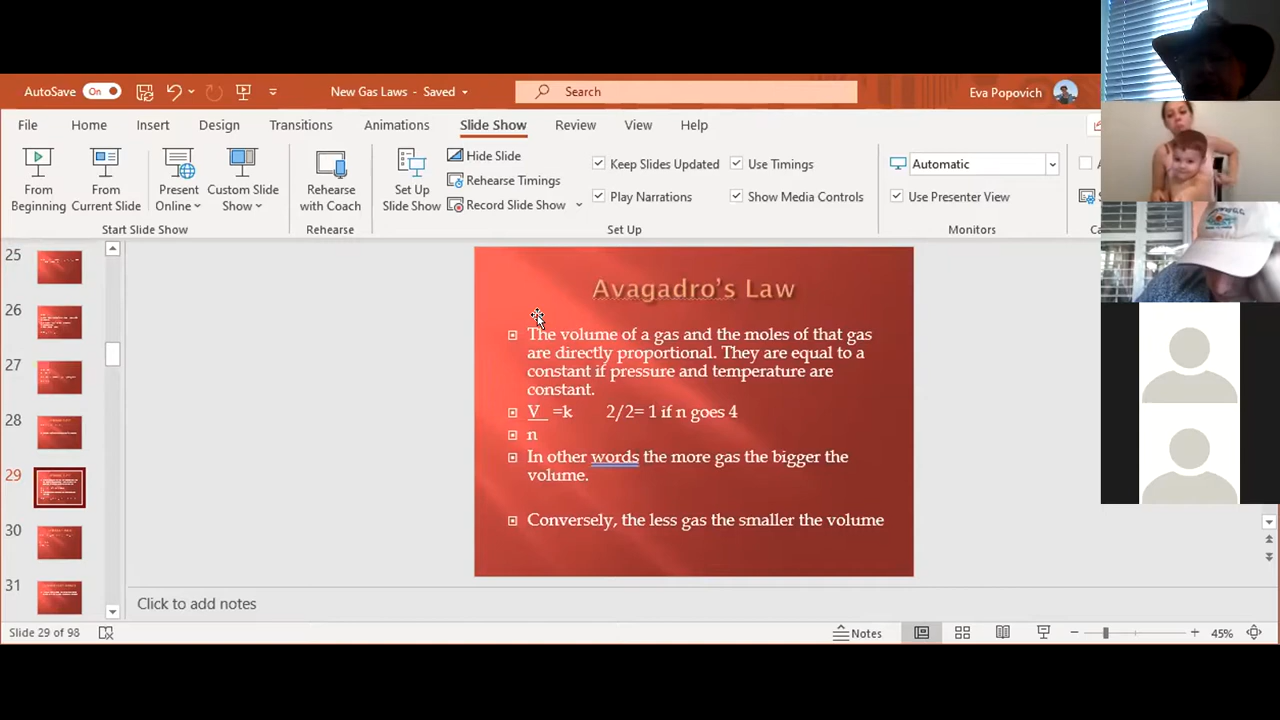 AutoSave On New Gas Laws - Saved Search Eva Popovich
File Home Insert Design Transitions Animations Slide Show Review View Help
From Beginning
From Current Slide
Present Online
Custom Slide Show
Start Slide Show
Rehearse with Coach
Rehearse
Set Up Slide Show
Hide Slide
Rehearse Timings
Record Slide Show
Keep Slides Updated
Play Narrations
Use Timings
Show Media Controls
Set Up
Automatic
Use Presenter View
Monitors
25
26
27
28
29
30
31
Avagadro's Law
The volume of a gas and the moles of that gas
are directly proportional. They are equal to a
constant if pressure and temperature are
constant.
V =k 2/2= 1 if n goes 4
n
In other words the more gas the bigger the
volume.
Conversely, the less gas the smaller the volume
Click to add notes
Slide 29 of 98 Notes 45%